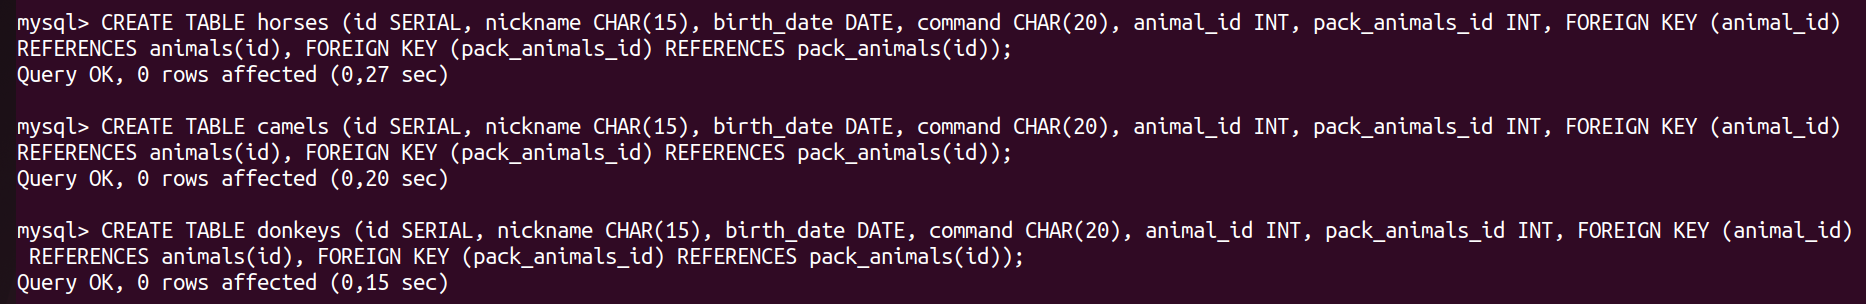 mysql> CREATE TABLE horses (id SERIAL, nickname CHAR(15), birth_date DATE, command CHAR(20), animal_id INT, pack_animals_id INT, FOREIGN KEY (animal_id)
REFERENCES animals(id), FOREIGN KEY (pack_animals_id) REFERENCES pack_animals(id));
Query OK, 0 rows affected (0,27 sec)
mysql> CREATE TABLE camels (id SERIAL, nickname CHAR(15), birth_date DATE, command CHAR(20), animal_id INT, pack_animals_id INT, FOREIGN KEY (animal_id)
REFERENCES animals(id), FOREIGN KEY (pack_animals_id) REFERENCES pack_animals(id));
Query OK, 0 rows affected (0,20 sec)
mysql> CREATE TABLE donkeys (id SERIAL, nickname CHAR(15), birth_date DATE, command CHAR(20), animal_id INT, pack_animals_id INT, FOREIGN KEY (animal_id)
 REFERENCES animals(id), FOREIGN KEY (pack_animals_id) REFERENCES pack_animals(id));
Query OK, 0 rows affected (0,15 sec)